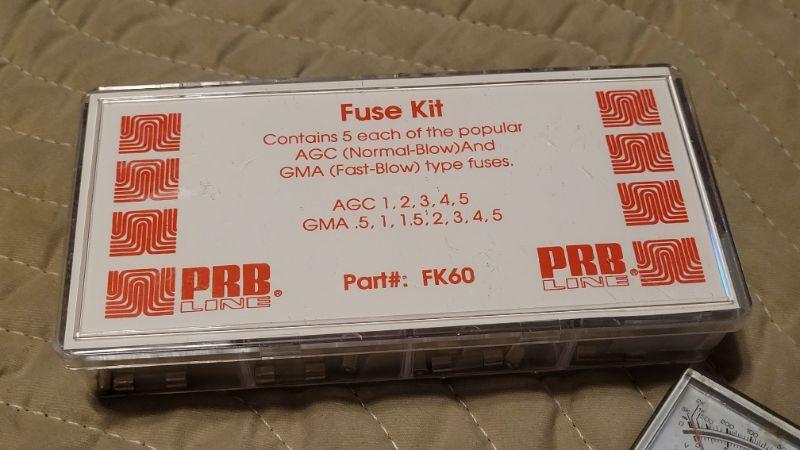 Fuse Kit
Contains 5 each of the popular
AGC (Normal-Blow)And
GMA (Fast-Blow) type fuses.
AGC 1, 2, 3, 4, 5
GMA .5, 1, 1.5, 2, 3, 4, 5
PRB
LINE®
Part#: FK60
PRB
LINE®